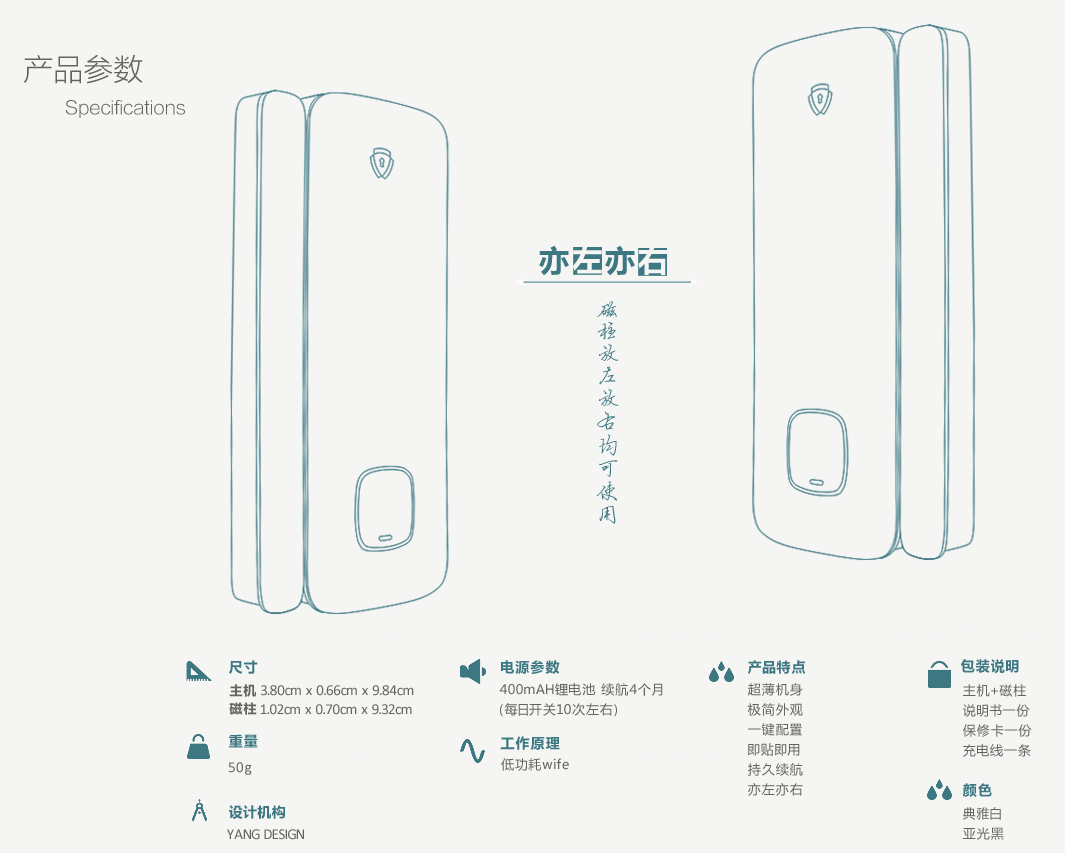 产品参数
Specifications
亦左亦右
磁柱放左放右均可使用
尺寸
主机 3.80cm x 0.66cm x 9.84cm
磁柱 1.02cm x 0.70cm x 9.32cm
重量
50g
设计机构
YANG DESIGN
电源参数
400mAH锂电池 续航4个月
(每日开关10次左右)
工作原理
低功耗wife
产品特点
超薄机身
极简外观
一键配置
即贴即用
持久续航
亦左亦右
包装说明
主机+磁柱
说明书一份
保修卡一份
充电线一条
颜色
典雅白
亚光黑